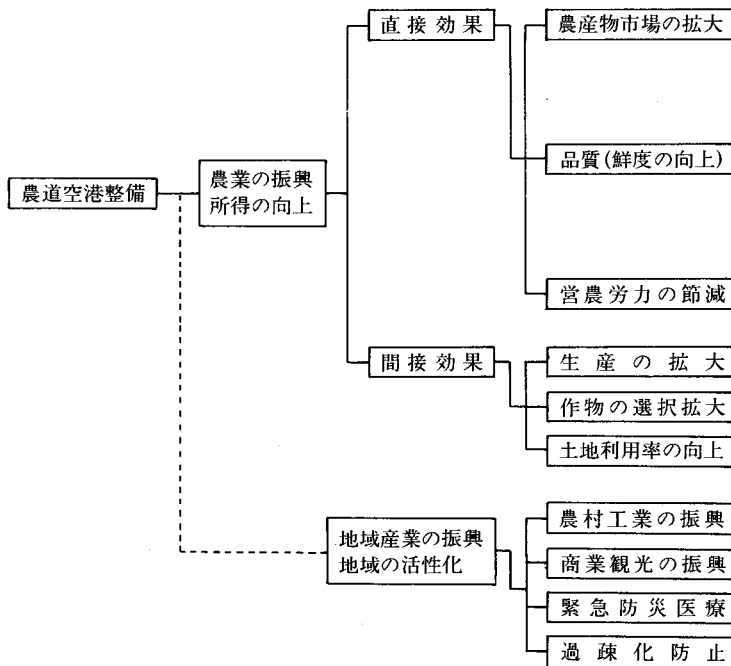 農道空港整備
農業の振興
所得の向上
直接効果
農産物市場の拡大
品質(鮮度の向上)
営農労力の節減
間接効果
生産の拡大
作物の選択拡大
土地利用率の向上
地域産業の振興
地域の活性化
農村工業の振興
商業観光の振興
緊急防災医療
過疎化防止